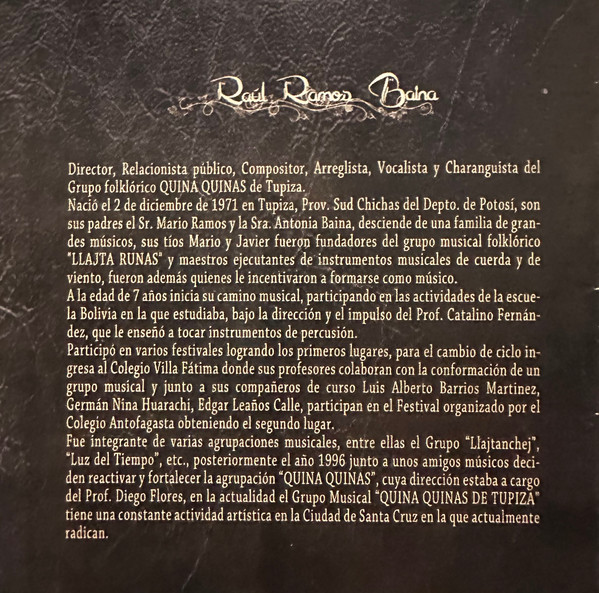 Raúl Ramos Baina
Director, Relacionista público, Compositor, Arreglista, Vocalista y Charanguista del
Grupo folklórico QUINA QUINAS de Tupiza.
Nació el 2 de diciembre de 1971 en Tupiza, Prov. Sud Chichas del Depto. de Potosí, son
sus padres el Sr. Mario Ramos y la Sra. Antonia Baina, desciende de una familia de gran-
des músicos, sus tíos Mario y Javier fueron fundadores del grupo musical folklórico
"LLAJTA RUNAS" y maestros ejecutantes de instrumentos musicales de cuerda y de
viento, fueron además quienes le incentivaron a formarse como músico.
A la edad de 7 años inicia su camino musical, participando en las actividades de la escue-
la Bolivia en la que estudiaba, bajo la dirección y el impulso del Prof. Catalino Fernán-
dez, que le enseñó a tocar instrumentos de percusión.
Participó en varios festivales logrando los primeros lugares, para el cambio de ciclo in-
gresa al Colegio Villa Fátima donde sus profesores colaboran con la conformación de un
grupo musical y junto a sus compañeros de curso Luis Alberto Barrios Martinez,
Germán Nina Huarachi, Edgar Leaños Calle, participan en el Festival organizado por el
Colegio Antofagasta obteniendo el segundo lugar.
Fue integrante de varias agrupaciones musicales, entre ellas el Grupo "Llajtanchej",
"Luz del Tiempo", etc., posteriormente el año 1996 junto a unos amigos músicos deci-
den reactivar y fortálecer la agrupación "QUINA QUINAS", cuya dirección estaba a cargo
del Prof. Diego Flores, en la actualidad el Grupo Musical "QUINA QUINAS DE TUPIZA"
tiene una constante actividad artística en la Ciudad de Santa Cruz en la que actualmente
radican.